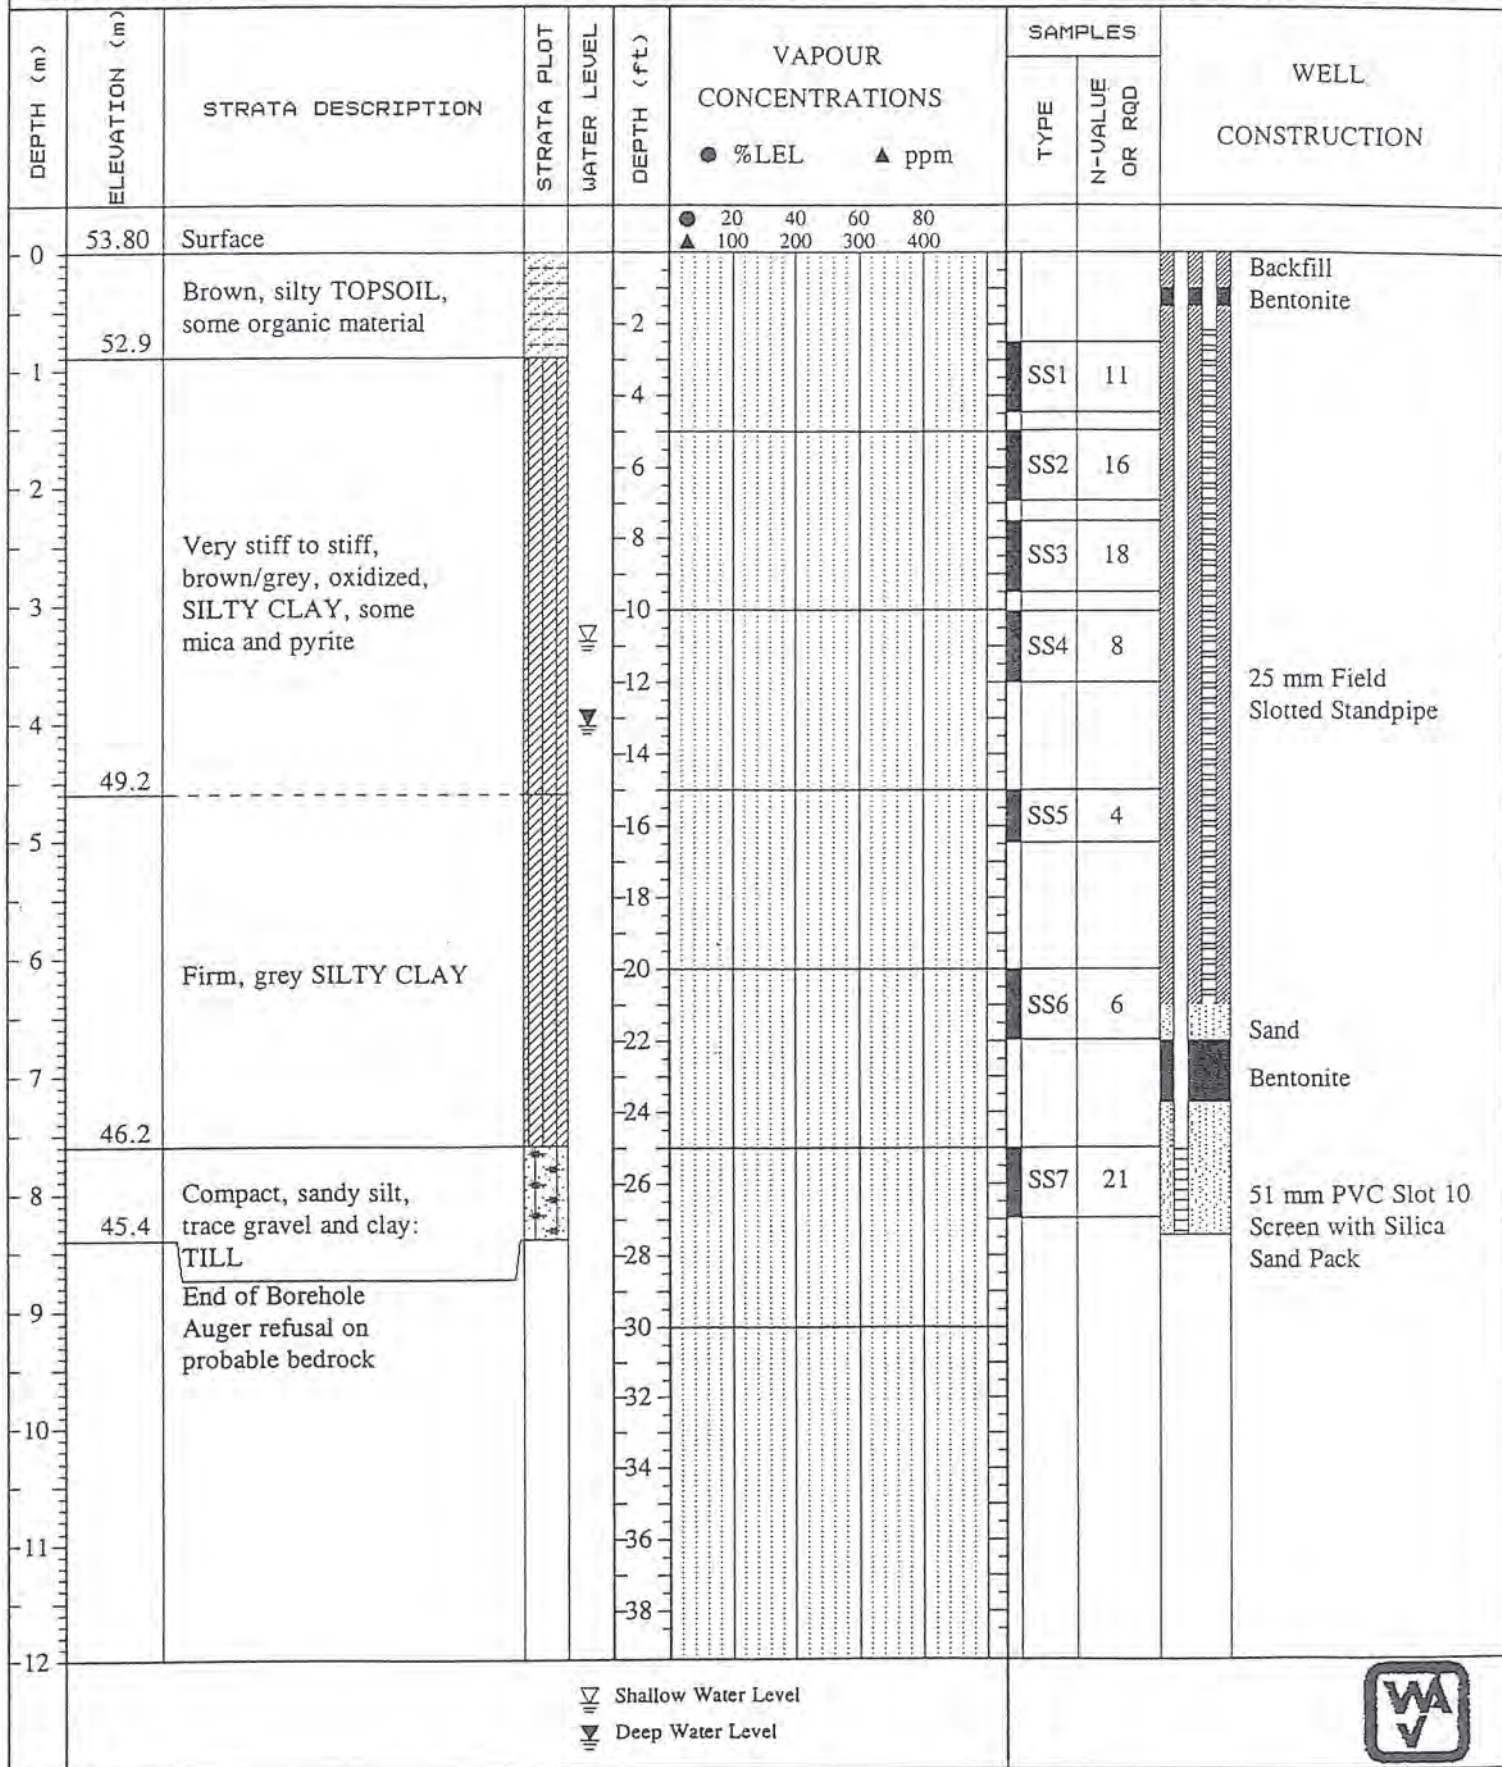 DEPTH (m)
ELEVATION (m)
STRATA DESCRIPTION
STRATA PLOT
WATER LEVEL
DEPTH (ft)
VAPOUR
CONCENTRATIONS
● %LEL ▲ ppm
SAMPLES
TYPE
N-VALUE
OR RQD
WELL
CONSTRUCTION
● 20 40 60 80
▲ 100 200 300 400
53.80 Surface
0
1
2
3
4
5
6
7
8
9
10
11
12
Brown, silty TOPSOIL,
some organic material
52.9
Very stiff to stiff,
brown/grey, oxidized,
SILTY CLAY, some
mica and pyrite
49.2
Firm, grey SILTY CLAY
46.2
Compact, sandy silt,
trace gravel and clay:
TILL
45.4
End of Borehole
Auger refusal on
probable bedrock
2
4
6
8
10
12
14
16
18
20
22
24
26
28
30
32
34
36
38
SS1 11
SS2 16
SS3 18
SS4 8
SS5 4
SS6 6
SS7 21
Backfill
Bentonite
25 mm Field
Slotted Standpipe
Sand
Bentonite
51 mm PVC Slot 10
Screen with Silica
Sand Pack
Shallow Water Level
Deep Water Level
WA
V